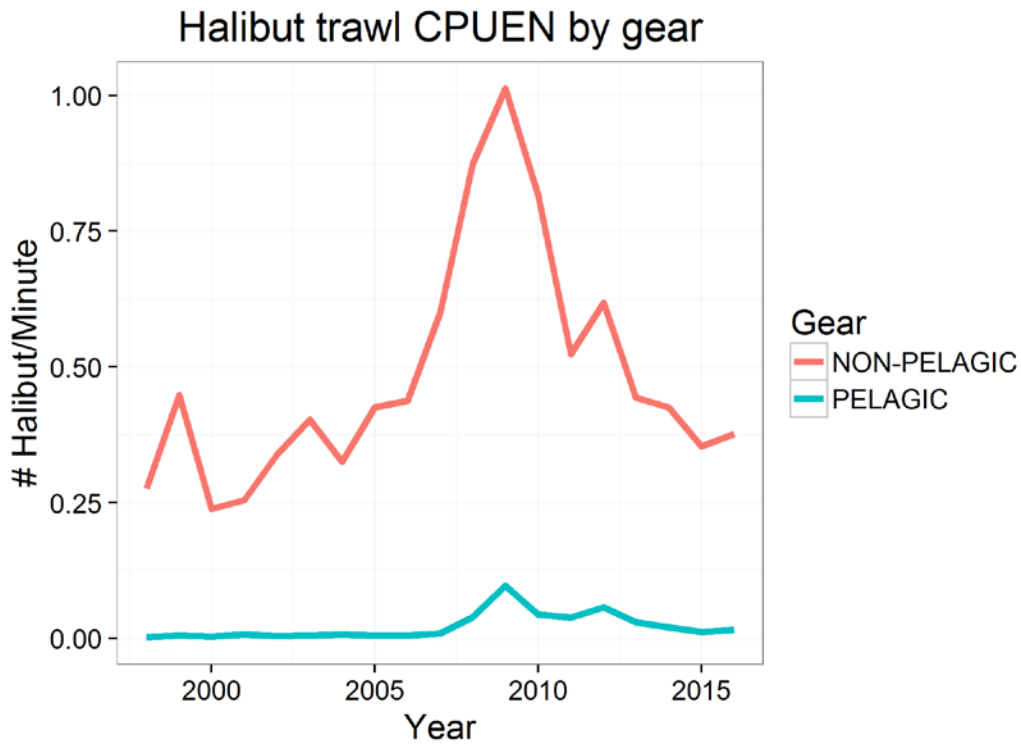 Halibut trawl CPUEN by gear
1.00
0.75
0.50
0.25
0.00
# Halibut/Minute
2000 2005 2010 2015
Year
Gear
NON-PELAGIC
PELAGIC